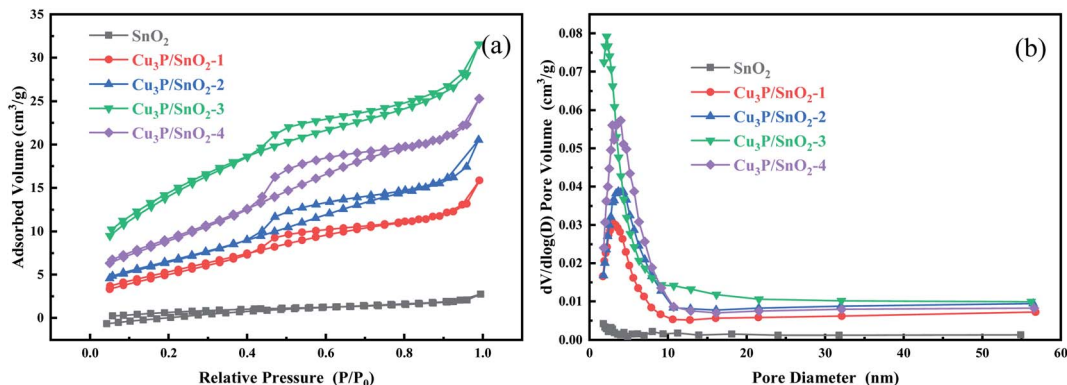 (a)
SnO₂
Cu₃P/SnO₂-1
Cu₃P/SnO₂-2
Cu₃P/SnO₂-3
Cu₃P/SnO₂-4
Adsorbed Volume (cm³/g)
35
30
25
20
15
10
5
0
0.0 0.2 0.4 0.6 0.8 1.0
Relative Pressure (P/P₀)
(b)
SnO₂
Cu₃P/SnO₂-1
Cu₃P/SnO₂-2
Cu₃P/SnO₂-3
Cu₃P/SnO₂-4
dV/dlog(D) Pore Volume (cm³/g)
0.08
0.07
0.06
0.05
0.04
0.03
0.02
0.01
0.00
0 10 20 30 40 50 60
Pore Diameter (nm)